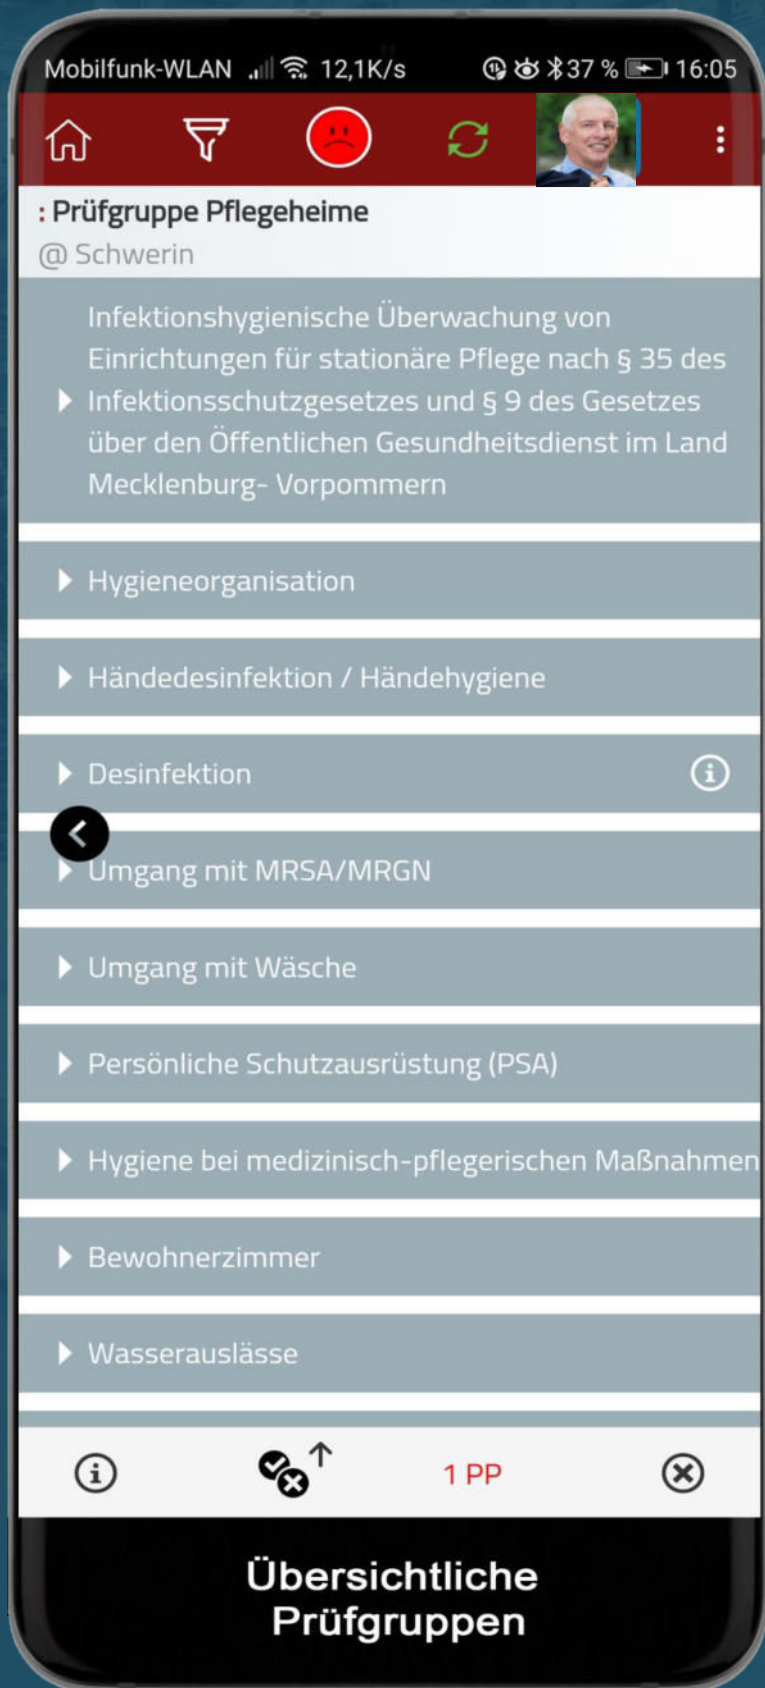 Mobilfunk-WLAN 12,1K/s 37 % 16:05
: Prüfgruppe Pflegeheime
@ Schwerin
Infektionshygienische Überwachung von
Einrichtungen für stationäre Pflege nach § 35 des
Infektionsschutzgesetzes und § 9 des Gesetzes
über den Öffentlichen Gesundheitsdienst im Land
Mecklenburg- Vorpommern
Hygieneorganisation
Händedesinfektion / Händehygiene
Desinfektion
Umgang mit MRSA/MRGN
Umgang mit Wäsche
Persönliche Schutzausrüstung (PSA)
Hygiene bei medizinisch-pflegerischen Maßnahmen
Bewohnerzimmer
Wasserauslässe
1 PP
Übersichtliche
Prüfgruppen